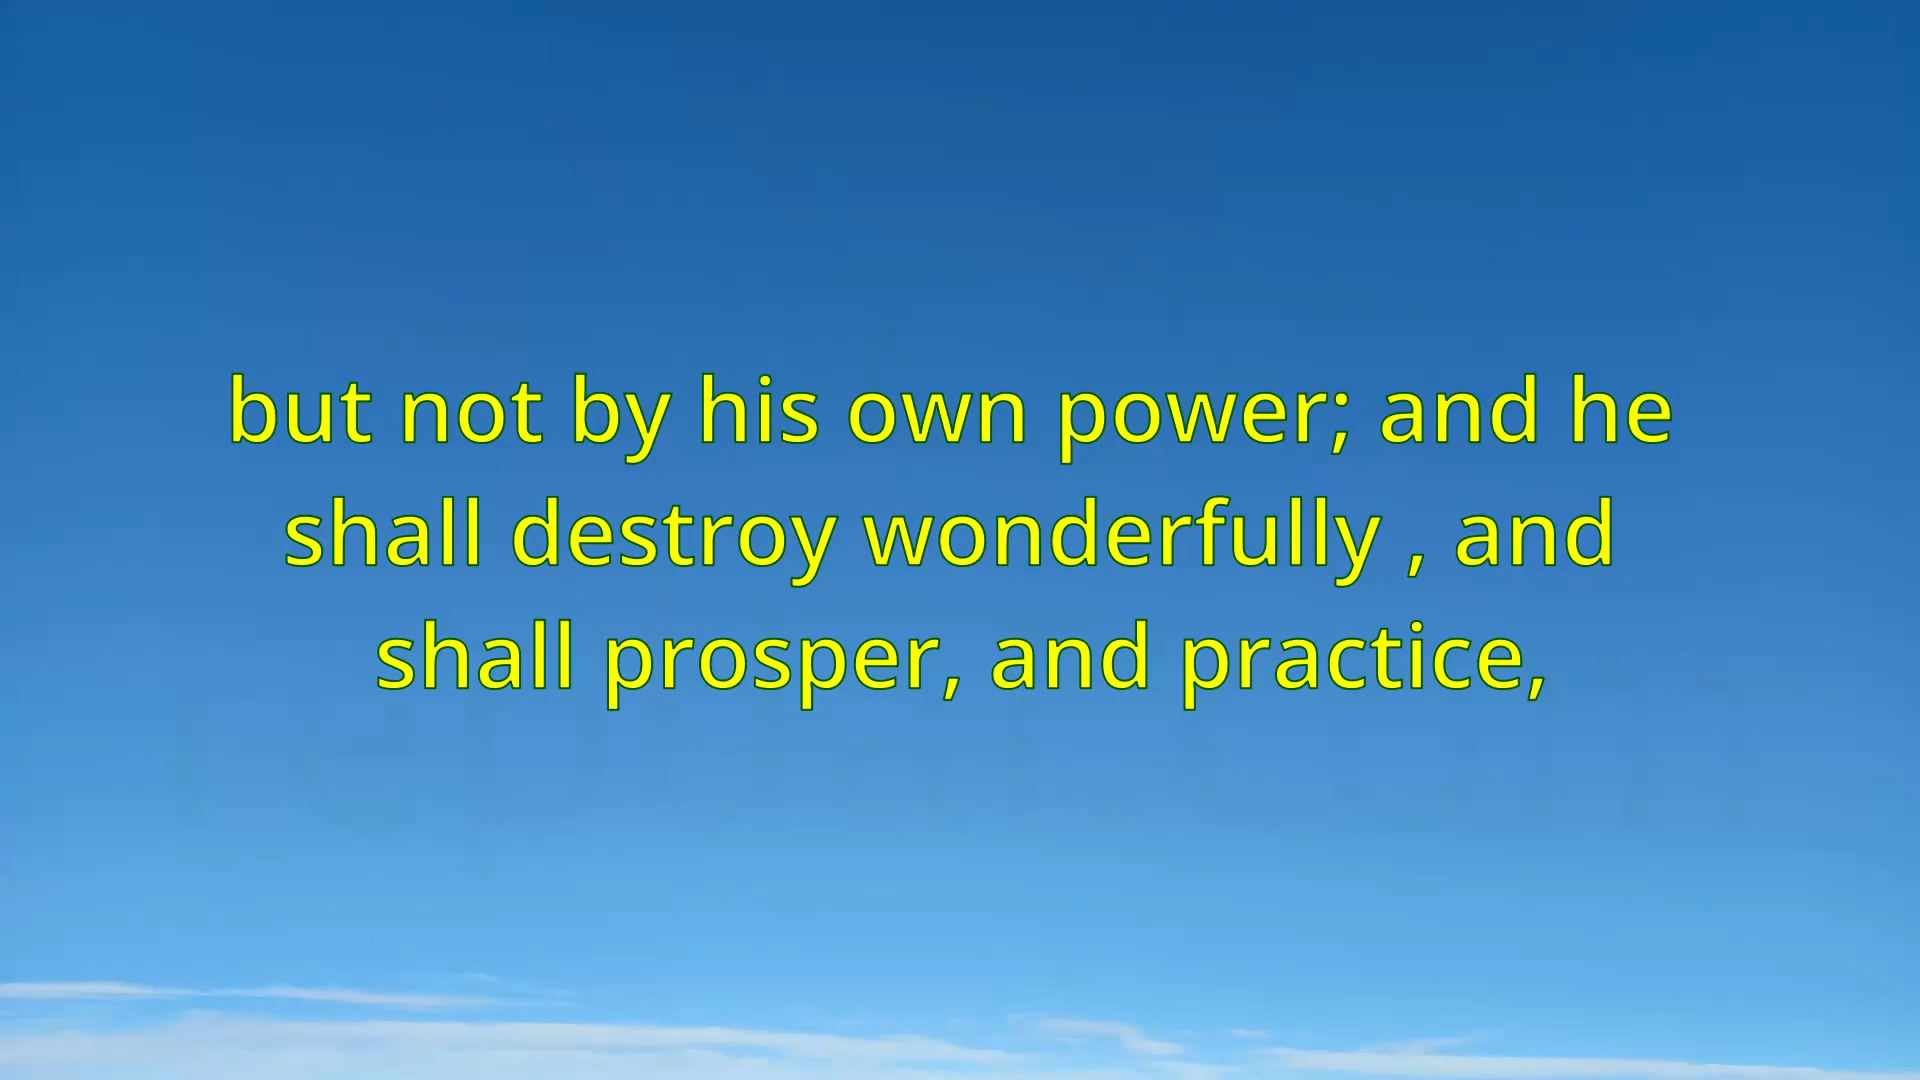 but not by his own power; and he
shall destroy wonderfully , and
shall prosper, and practice,